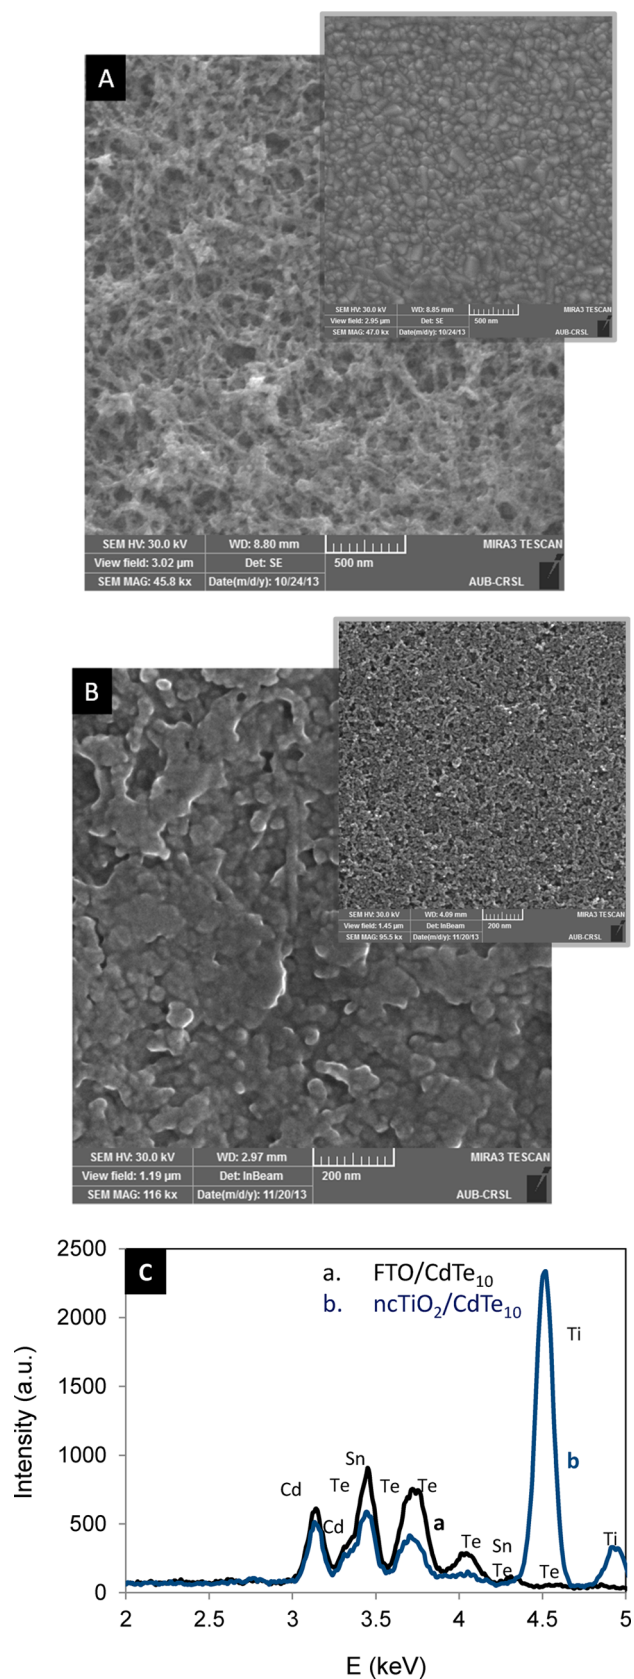 A
SEM HV: 30.0 kV WD: 8.85 mm MIRA3 TESCAN
View field: 2.95 µm Det: SE 500 nm
SEM MAG: 47.0 kx Date(m/d/y): 10/24/13 AUB-CRSL
SEM HV: 30.0 kV WD: 8.80 mm MIRA3 TESCAN
View field: 3.02 µm Det: SE 500 nm
SEM MAG: 45.8 kx Date(m/d/y): 10/24/13 AUB-CRSL
B
SEM HV: 30.0 kV WD: 4.09 mm MIRA3 TESCAN
View field: 1.45 µm Det: InBeam 200 nm
SEM MAG: 95.5 kx Date(m/d/y): 11/20/13 AUB-CRSL
SEM HV: 30.0 kV WD: 2.97 mm MIRA3 TESCAN
View field: 1.19 µm Det: InBeam 200 nm
SEM MAG: 116 kx Date(m/d/y): 11/20/13 AUB-CRSL
C
a. FTO/CdTe₁₀
b. ncTiO₂/CdTe₁₀
2500
2000
1500
1000
500
0
Intensity (a.u.)
Ti
b
Sn
Cd Te Te Te
Cd a
Te Sn
Te Te
Ti
2 2.5 3 3.5 4 4.5 5
E (keV)